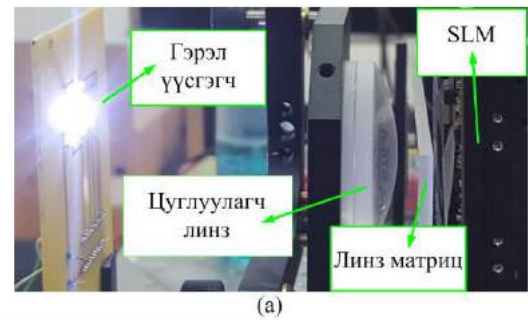 Гэрэл
үүсгэгч
SLM
Цуглуулагч
линз
Линз матриц
(а)